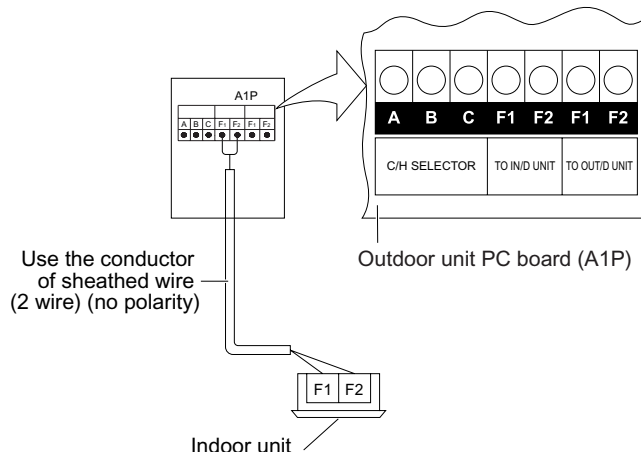 A1P
A B C F1 F2 F1 F2
A B C F1 F2 F1 F2
C/H SELECTOR TO IN/D UNIT TO OUT/D UNIT
Outdoor unit PC board (A1P)
Use the conductor
of sheathed wire
(2 wire) (no polarity)
F1 F2
Indoor unit